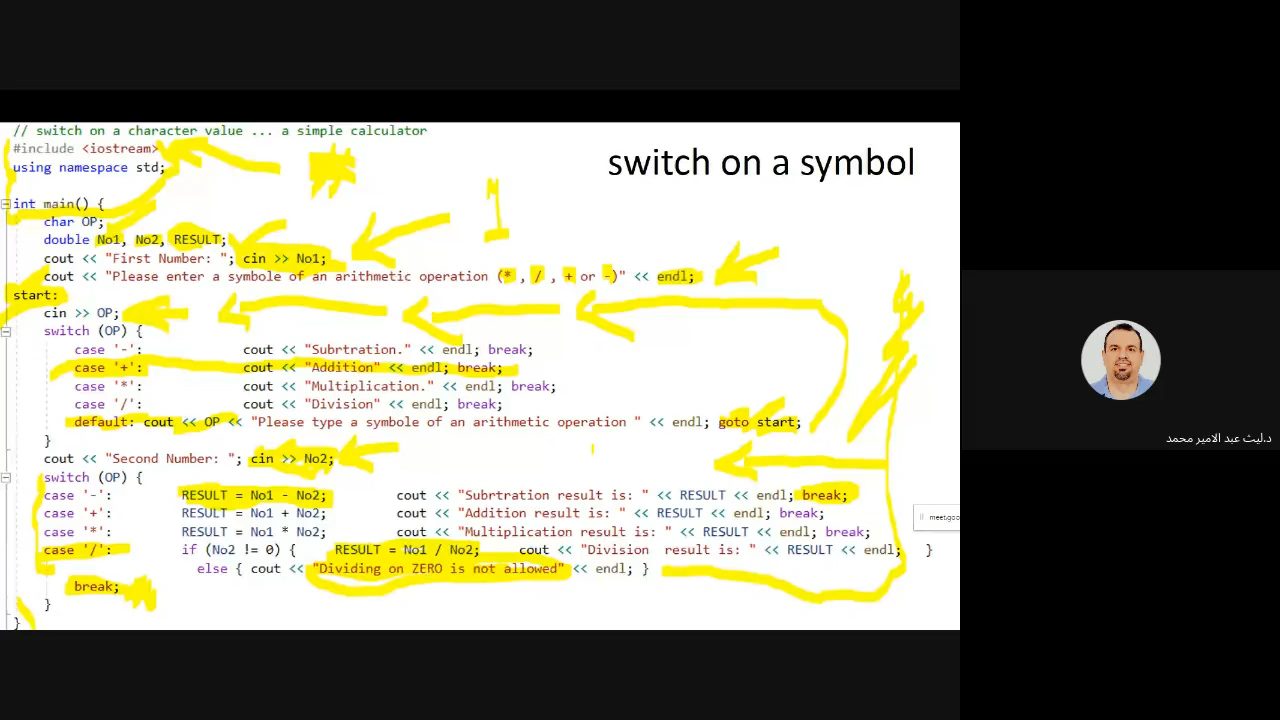 // switch on a character value ... a simple calculator
#include <iostream>
using namespace std;
switch on a symbol
int main() {
char OP;
double No1, No2, RESULT;
cout << "First Number: "; cin >> No1;
cout << "Please enter a symbole of an arithmetic operation (* , / , + or -)" << endl;
start:
cin >> OP;
switch (OP) {
case '-': cout << "Subrtration." << endl; break;
case '+': cout << "Addition" << endl; break;
case '*': cout << "Multiplication." << endl; break;
case '/': cout << "Division" << endl; break;
default: cout << OP << "Please type a symbole of an arithmetic operation " << endl; goto start;
}
cout << "Second Number: "; cin >> No2;
switch (OP) {
case '-': RESULT = No1 - No2; cout << "Subrtration result is: " << RESULT << endl; break;
case '+': RESULT = No1 + No2; cout << "Addition result is: " << RESULT << endl; break;
case '*': RESULT = No1 * No2; cout << "Multiplication result is: " << RESULT << endl; break;
case '/': if (No2 != 0) { RESULT = No1 / No2; cout << "Division  result is: " << RESULT << endl; }
else { cout << "Dividing on ZERO is not allowed" << endl; }
break;
}
}
meet.goo
د.ليث عبد الامير محمد